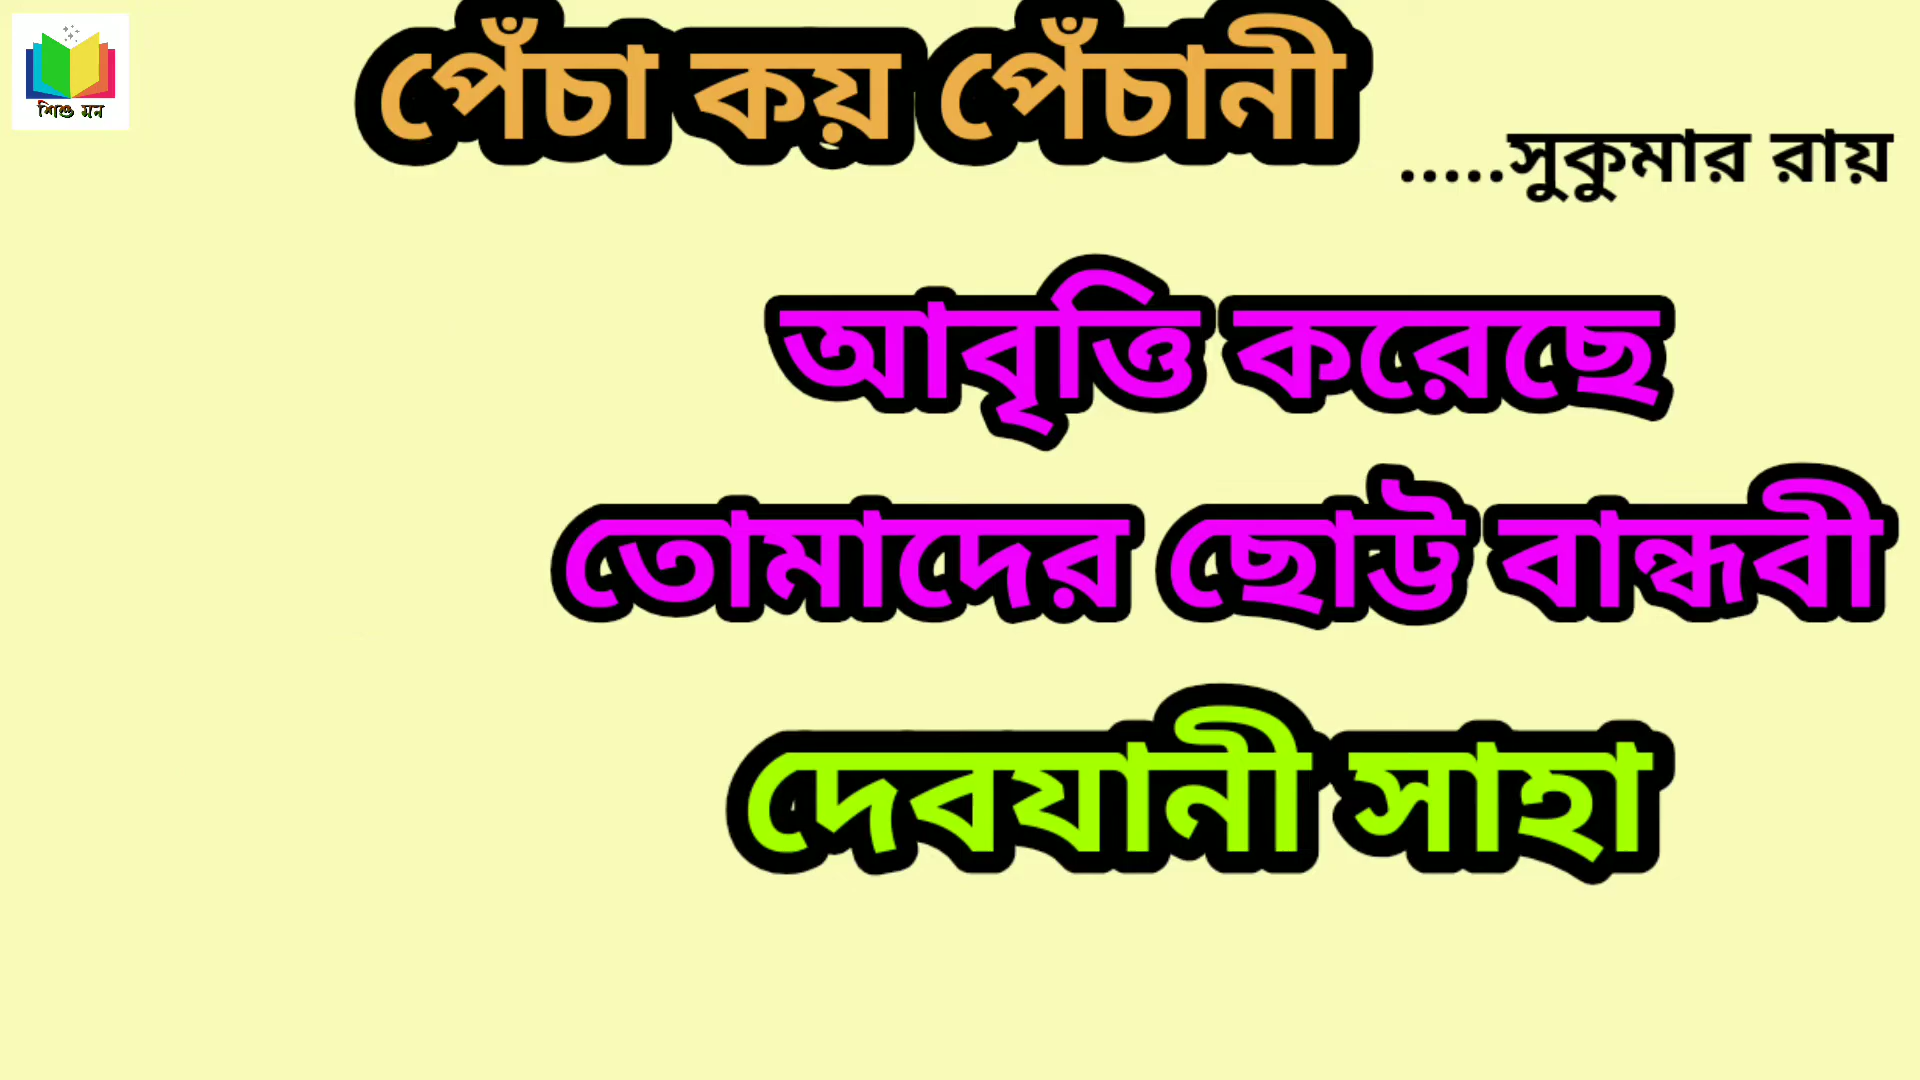 শিশু মন
পেঁচা কয় পেঁচানী
.....সুকুমার রায়
আবৃত্তি করেছে
তোমাদের ছোট্ট বান্ধবী
দেবযানী সাহা